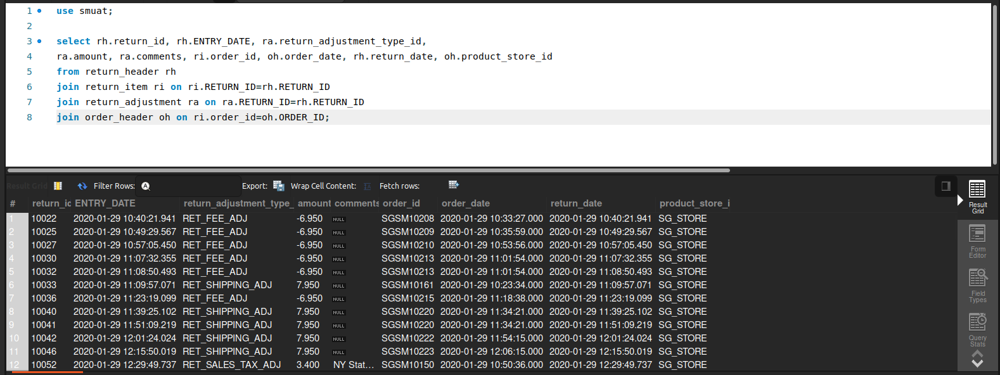 1 use smuat;
2
3 select rh.return_id, rh.ENTRY_DATE, ra.return_adjustment_type_id,
4 ra.amount, ra.comments, ri.order_id, oh.order_date, rh.return_date, oh.product_store_id
5 from return_header rh
6 join return_item ri on ri.RETURN_ID=rh.RETURN_ID
7 join return_adjustment ra on ra.RETURN_ID=rh.RETURN_ID
8 join order_header oh on ri.order_id=oh.ORDER_ID;
Result Grid Filter Rows: Export: Wrap Cell Content: Fetch rows:
# return_ic ENTRY_DATE return_adjustment_type_ amount comments order_id order_date return_date product_store_i
1 10022 2020-01-29 10:40:21.941 RET_FEE_ADJ -6.950 NULL SGSM10208 2020-01-29 10:33:27.000 2020-01-29 10:40:21.941 SG_STORE
2 10025 2020-01-29 10:49:29.567 RET_FEE_ADJ -6.950 NULL SGSM10209 2020-01-29 10:35:59.000 2020-01-29 10:49:29.567 SG_STORE
3 10027 2020-01-29 10:57:05.450 RET_FEE_ADJ -6.950 NULL SGSM10210 2020-01-29 10:53:56.000 2020-01-29 10:57:05.450 SG_STORE
4 10030 2020-01-29 11:07:32.355 RET_FEE_ADJ -6.950 NULL SGSM10213 2020-01-29 11:01:54.000 2020-01-29 11:07:32.355 SG_STORE
5 10032 2020-01-29 11:08:50.493 RET_FEE_ADJ -6.950 NULL SGSM10213 2020-01-29 11:01:54.000 2020-01-29 11:08:50.493 SG_STORE
6 10033 2020-01-29 11:09:57.071 RET_SHIPPING_ADJ 7.950 NULL SGSM10161 2020-01-29 10:23:34.000 2020-01-29 11:09:57.071 SG_STORE
7 10036 2020-01-29 11:23:19.099 RET_FEE_ADJ -6.950 NULL SGSM10215 2020-01-29 11:18:38.000 2020-01-29 11:23:19.099 SG_STORE
8 10040 2020-01-29 11:39:25.102 RET_SHIPPING_ADJ 7.950 NULL SGSM10220 2020-01-29 11:34:21.000 2020-01-29 11:39:25.102 SG_STORE
9 10041 2020-01-29 11:51:09.219 RET_SHIPPING_ADJ 7.950 NULL SGSM10220 2020-01-29 11:34:21.000 2020-01-29 11:51:09.219 SG_STORE
10 10042 2020-01-29 12:01:24.024 RET_SHIPPING_ADJ 7.950 NULL SGSM10222 2020-01-29 11:54:15.000 2020-01-29 12:01:24.024 SG_STORE
11 10046 2020-01-29 12:15:50.019 RET_SHIPPING_ADJ 7.950 NULL SGSM10223 2020-01-29 12:06:15.000 2020-01-29 12:15:50.019 SG_STORE
12 10052 2020-01-29 12:29:49.737 RET_SALES_TAX_ADJ 3.400 NY Stat... SGSM10150 2020-01-29 10:50:36.000 2020-01-29 12:29:49.737 SG_STORE
Result
Grid
Form
Editor
Field
Types
Query
Stats